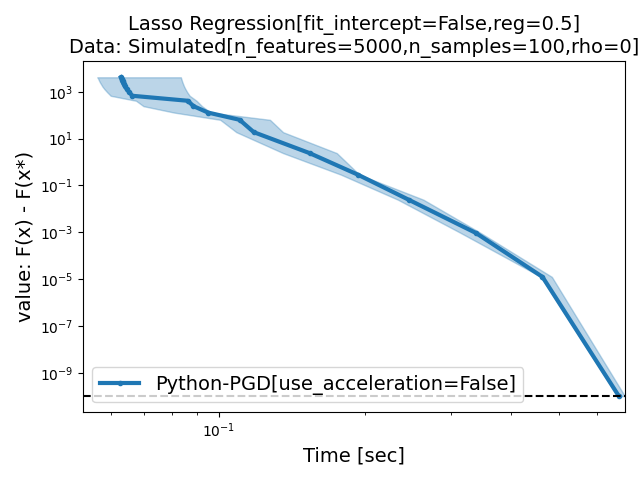 Lasso Regression[fit_intercept=False,reg=0.5]
Data: Simulated[n_features=5000,n_samples=100,rho=0]
value: F(x) - F(x*)
10³
10¹
10⁻¹
10⁻³
10⁻⁵
10⁻⁷
10⁻⁹
Python-PGD[use_acceleration=False]
10⁻¹
Time [sec]